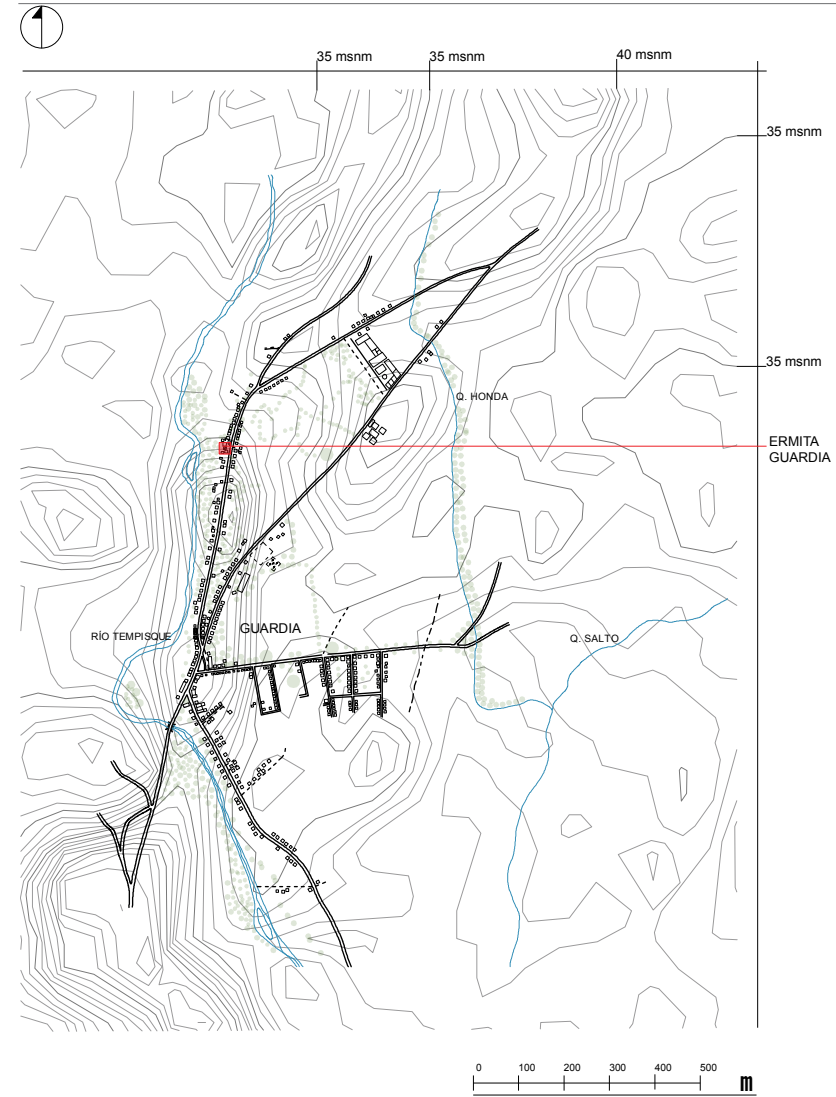 35 msnm
35 msnm
40 msnm
35 msnm
35 msnm
Q. HONDA
ERMITA
GUARDIA
GUARDIA
RÍO TEMPISQUE
Q. SALTO
0 100 200 300 400 500 m